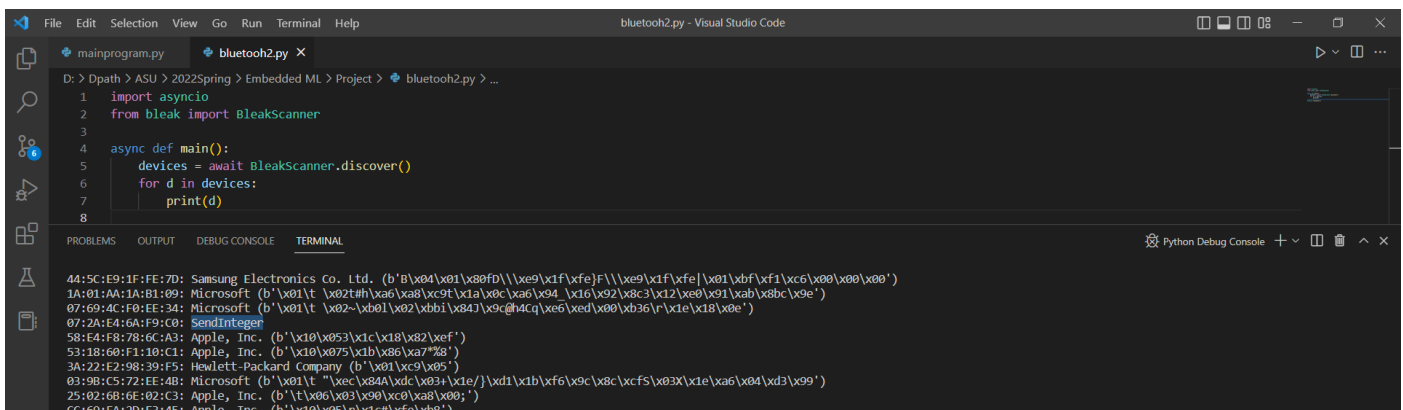 File Edit Selection View Go Run Terminal Help bluetooh2.py - Visual Studio Code
mainprogram.py bluetooh2.py
D: > Dpath > ASU > 2022Spring > Embedded ML > Project > bluetooh2.py > ...
1 import asyncio
2 from bleak import BleakScanner
3
4 async def main():
5 devices = await BleakScanner.discover()
6 for d in devices:
7 print(d)
8
6
PROBLEMS OUTPUT DEBUG CONSOLE TERMINAL Python Debug Console
44:5C:E9:1F:FE:7D: Samsung Electronics Co. Ltd. (b'B\x04\x01\x80fD\\\xe9\x1f\xfe}F\\\xe9\x1f\xfe|\x01\xbf\xf1\xc6\x00\x00\x00')
1A:01:AA:1A:B1:09: Microsoft (b'\x01\t \x02t#h\xa6\xa8\xc9t\x1a\x0c\xa6\x94_\x16\x92\x8c3\x12\xe0\x91\xab\x8bc\x9e')
07:69:4C:F0:EE:34: Microsoft (b'\x01\t \x02~\xb0l\x02\xbbi\x84J\x9c@h4Cq\xe6\xed\x00\xb36\r\x1e\x18\x0e')
07:2A:E4:6A:F9:C0: SendInteger
58:E4:F8:78:6C:A3: Apple, Inc. (b'\x10\x053\x1c\x18\x82\xef')
53:18:60:F1:10:C1: Apple, Inc. (b'\x10\x075\x1b\x86\xa7*%8')
3A:22:E2:98:39:F5: Hewlett-Packard Company (b'\x01\xc9\x05')
03:9B:C5:72:EE:4B: Microsoft (b'\x01\t "\xec\x84A\xdc\x03+\x1e/}\xd1\x1b\xf6\x9c\x8c\xcfS\x03X\x1e\xa6\x04\xd3\x99')
25:02:6B:6E:02:C3: Apple, Inc. (b'\t\x06\x03\x90\xc0\xa8\x00;')
Apple, Inc.